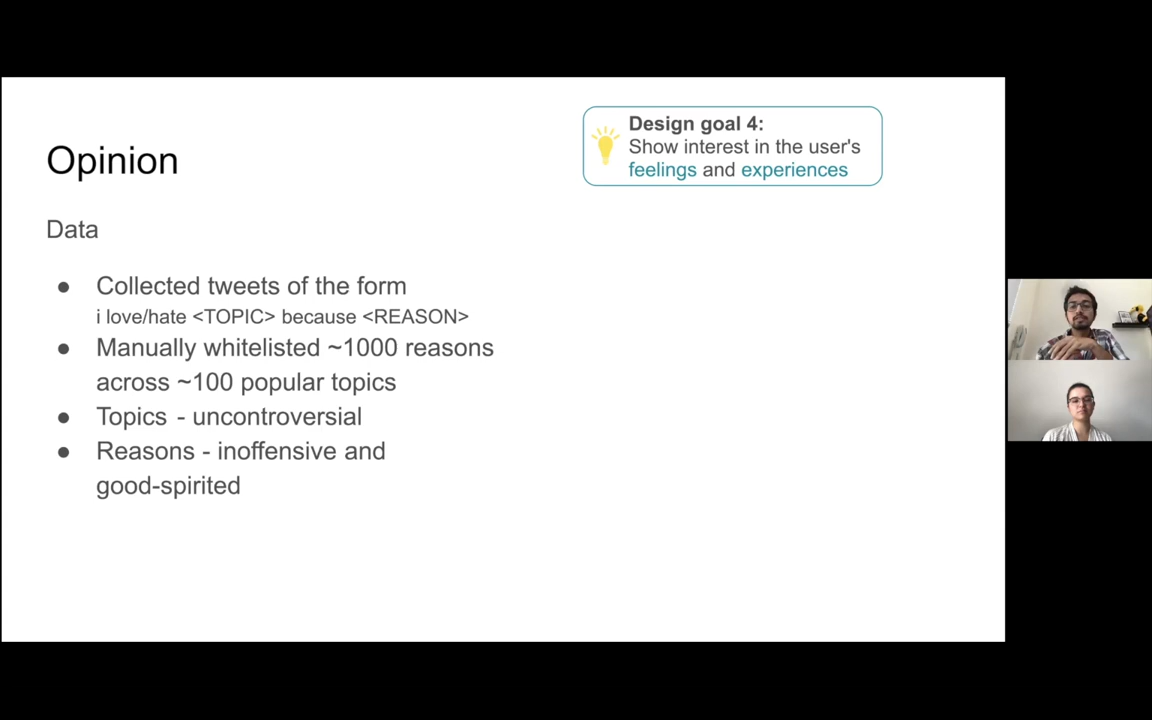 Opinion
Design goal 4:
Show interest in the user's
feelings and experiences
Data
● Collected tweets of the form
i love/hate <TOPIC> because <REASON>
● Manually whitelisted ~1000 reasons
across ~100 popular topics
● Topics - uncontroversial
● Reasons - inoffensive and
good-spirited